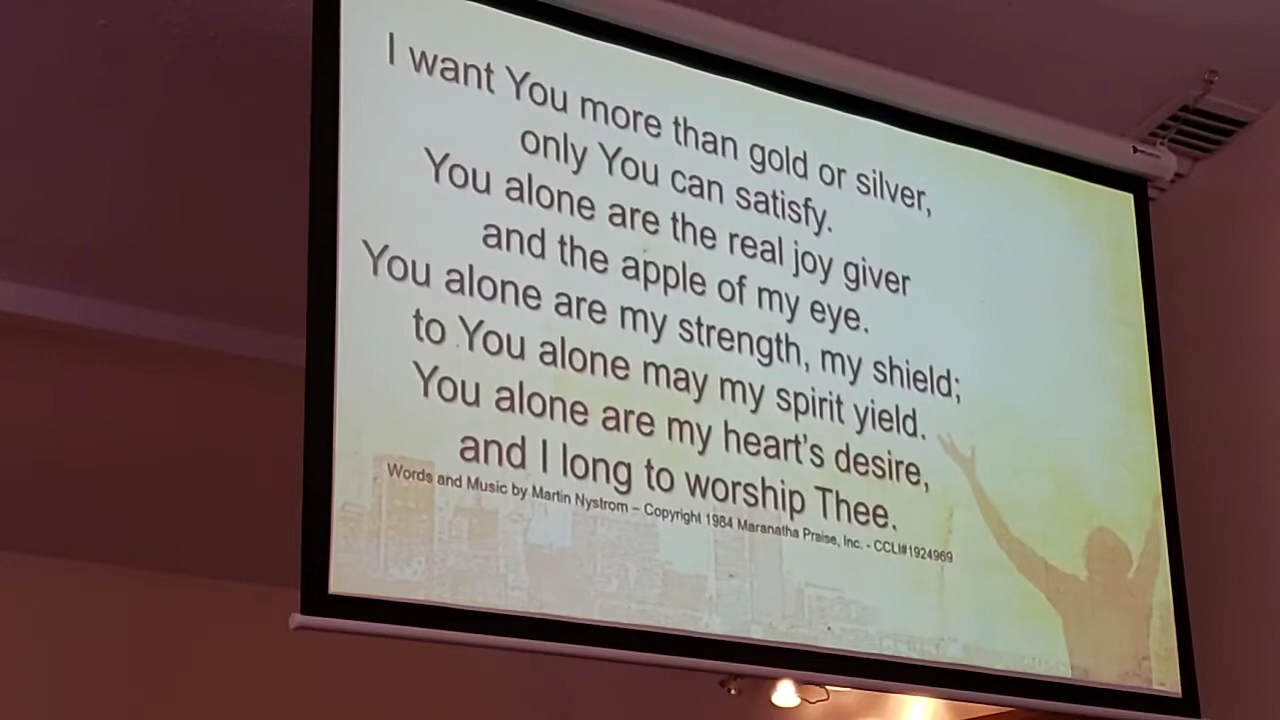 I want You more than gold or silver,
only You can satisfy.
You alone are the real joy giver
and the apple of my eye.
You alone are my strength, my shield;
to You alone may my spirit yield.
You alone are my heart's desire,
and I long to worship Thee.
Words and Music by Martin Nystrom – Copyright 1984 Maranatha Praise, Inc. - CCLI#1924969